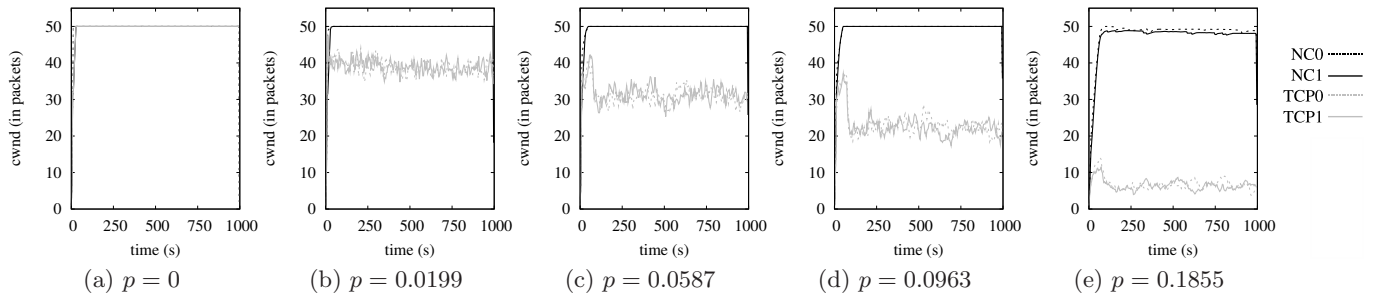 cwnd (in packets)
50
40
30
20
10
0
0 250 500 750 1000
time (s)
(a) p = 0
cwnd (in packets)
50
40
30
20
10
0
0 250 500 750 1000
time (s)
(b) p = 0.0199
cwnd (in packets)
50
40
30
20
10
0
0 250 500 750 1000
time (s)
(c) p = 0.0587
cwnd (in packets)
50
40
30
20
10
0
0 250 500 750 1000
time (s)
(d) p = 0.0963
cwnd (in packets)
50
40
30
20
10
0
0 250 500 750 1000
time (s)
(e) p = 0.1855
NC0
NC1
TCP0
TCP1